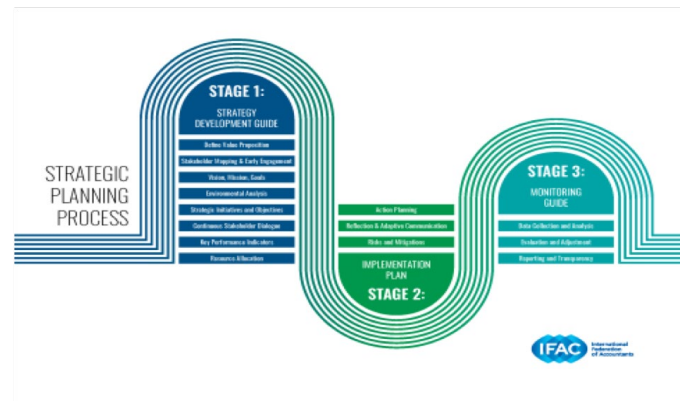 STRATEGIC
PLANNING
PROCESS
STAGE 1:
STRATEGY
DEVELOPMENT GUIDE
Define Value Proposition
Stakeholder Mapping & Early Engagement
Vision, Mission, Goals
Environmental Analysis
Strategic Initiatives and Objectives
Continuous Stakeholder Dialogue
Key Performance Indicators
Resource Allocation
Action Planning
Reflection & Adaptive Communication
Risks and Mitigations
IMPLEMENTATION
PLAN
STAGE 2:
STAGE 3:
MONITORING
GUIDE
Data Collection and Analysis
Evaluation and Adjustment
Reporting and Transparency
IFAC
International
Federation
of Accountants